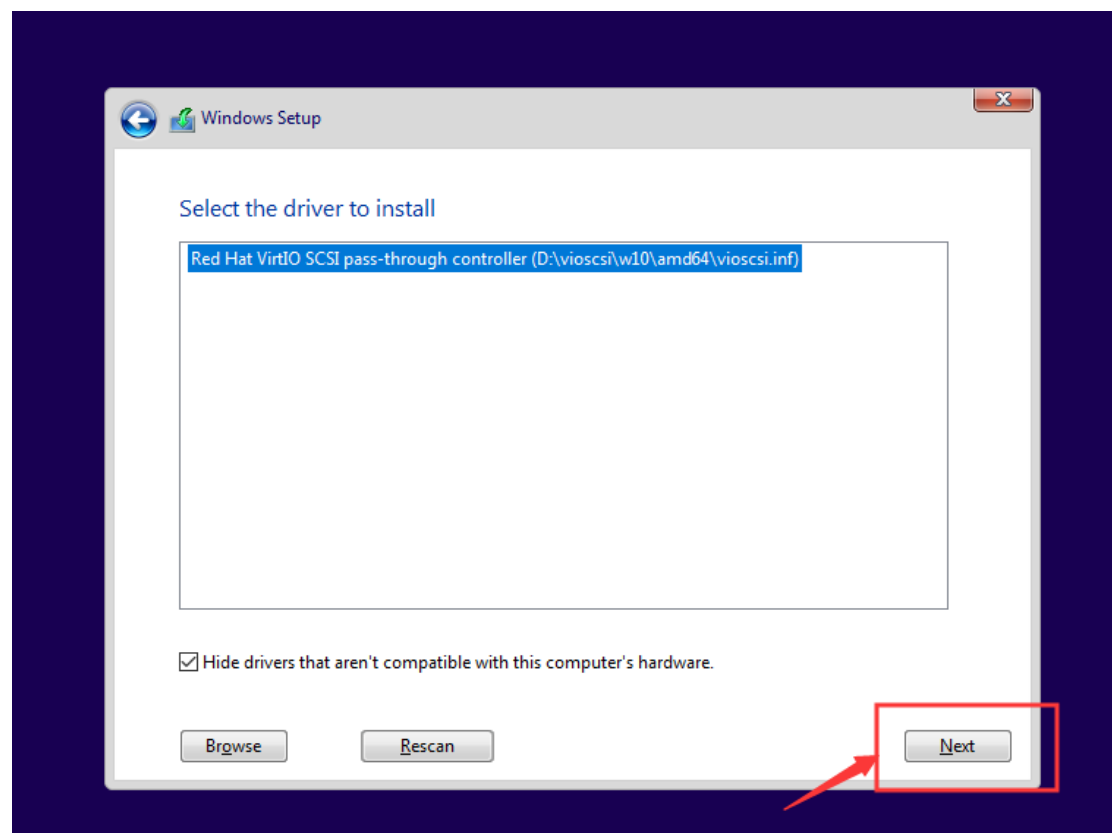 Windows Setup
Select the driver to install
Red Hat VirtIO SCSI pass-through controller (D:\vioscsi\w10\amd64\vioscsi.inf)
Hide drivers that aren't compatible with this computer's hardware.
Browse Rescan Next